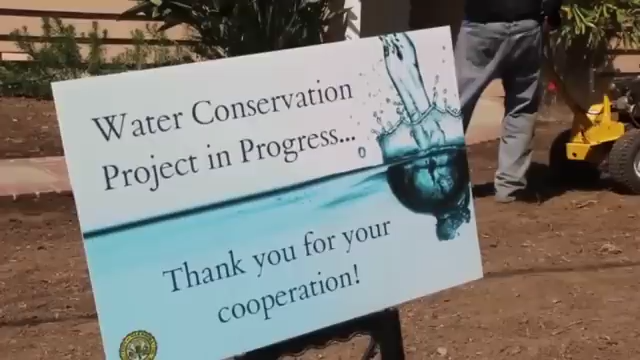 Water Conservation
Project in Progress...
Thank you for your
cooperation!